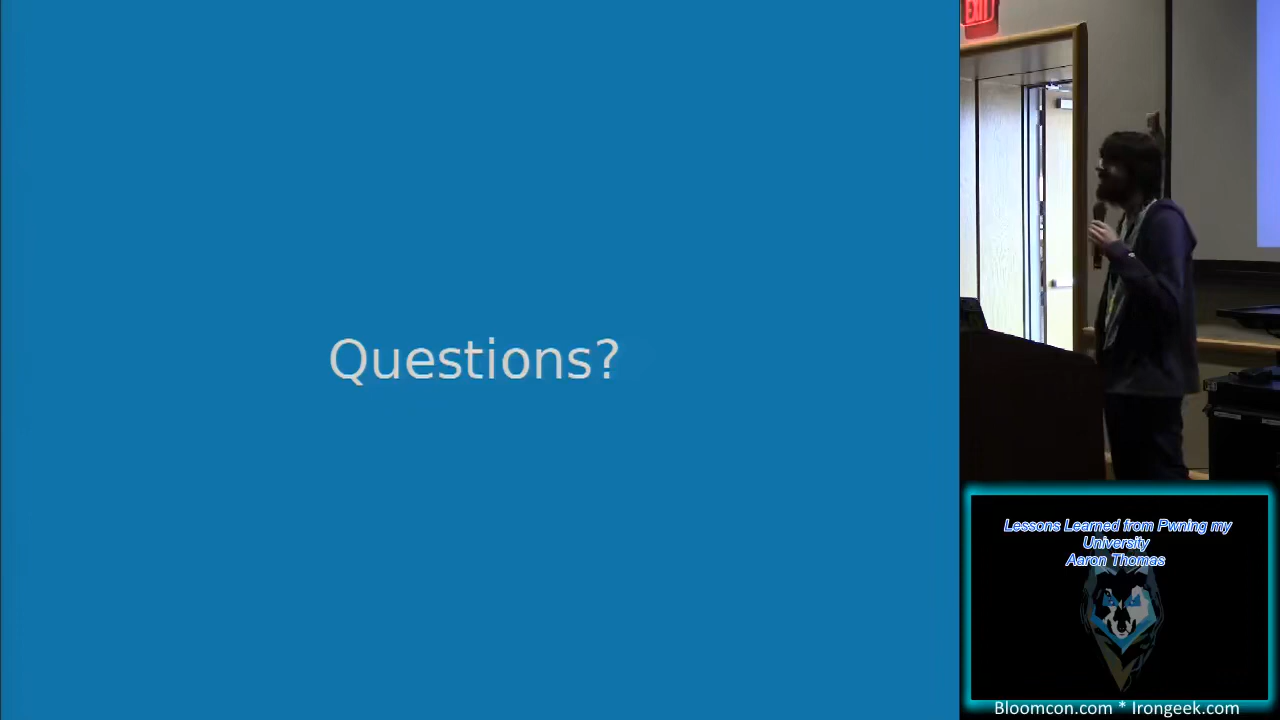 Questions?
EXIT
Lessons Learned from Pwning my
University
Aaron Thomas
Bloomcon.com * Irongeek.com